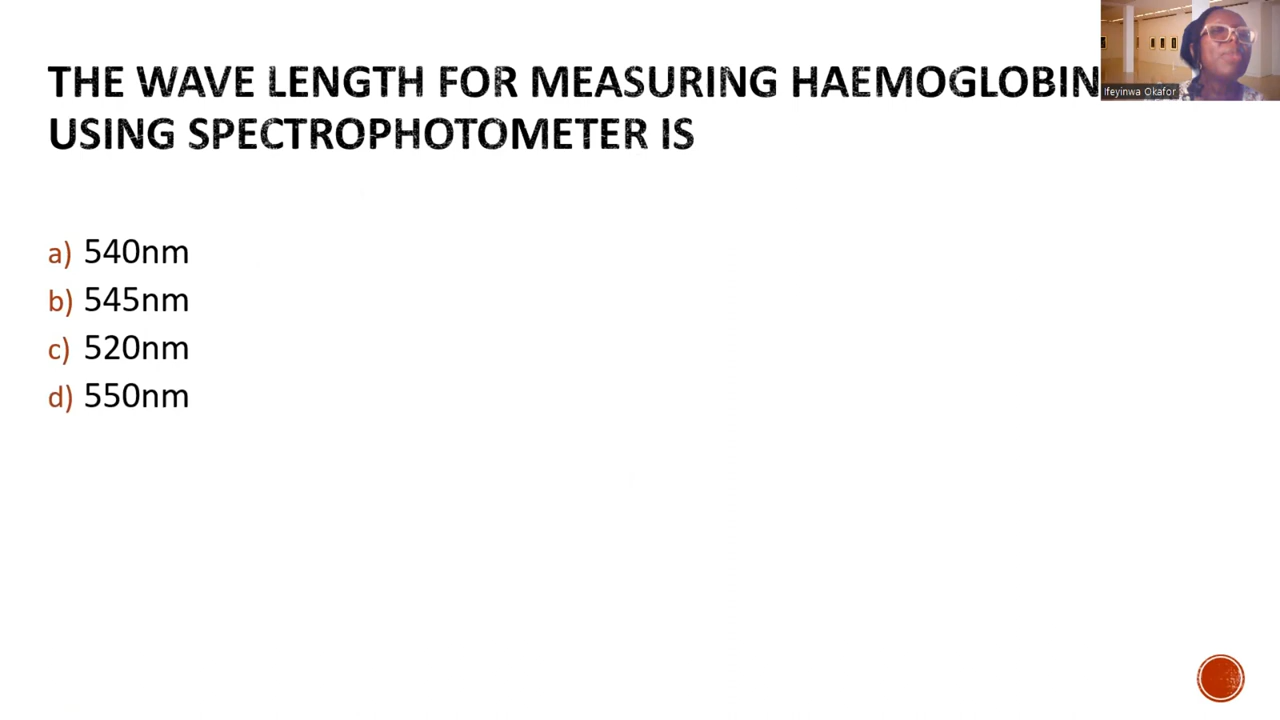 THE WAVE LENGTH FOR MEASURING HAEMOGLOBIN
USING SPECTROPHOTOMETER IS
Ifeyinwa Okafor
a) 540nm
b) 545nm
c) 520nm
d) 550nm